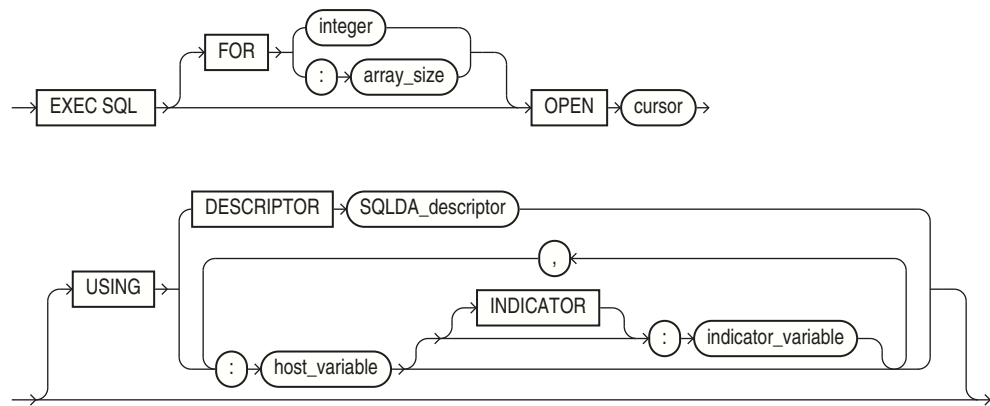 integer
FOR
: array_size
EXEC SQL OPEN cursor
DESCRIPTOR SQLDA_descriptor
,
USING INDICATOR
: indicator_variable
: host_variable